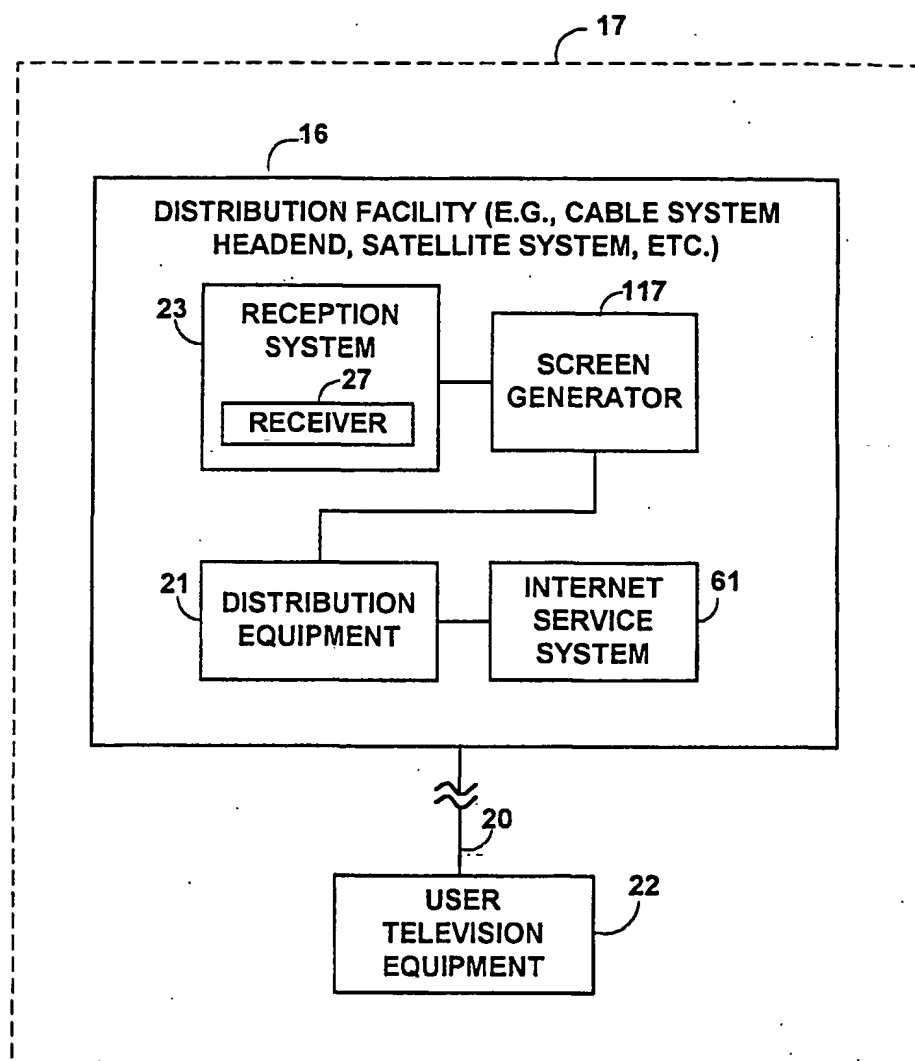 17
16
DISTRIBUTION FACILITY (E.G., CABLE SYSTEM
HEADEND, SATELLITE SYSTEM, ETC.)
23
RECEPTION
SYSTEM
27
RECEIVER
117
SCREEN
GENERATOR
21
DISTRIBUTION
EQUIPMENT
INTERNET
SERVICE
SYSTEM
61
20
USER
TELEVISION
EQUIPMENT
22